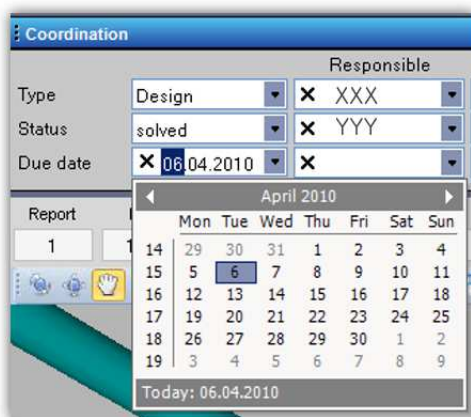 Coordination
Responsible
Type Design XXX
Status solved YYY
Due date 06.04.2010
April 2010
Report
Mon Tue Wed Thu Fri Sat Sun
1 1
14 29 30 31 1 2 3 4
15 5 6 7 8 9 10 11
16 12 13 14 15 16 17 18
17 19 20 21 22 23 24 25
18 26 27 28 29 30 1 2
19 3 4 5 6 7 8 9
Today: 06.04.2010